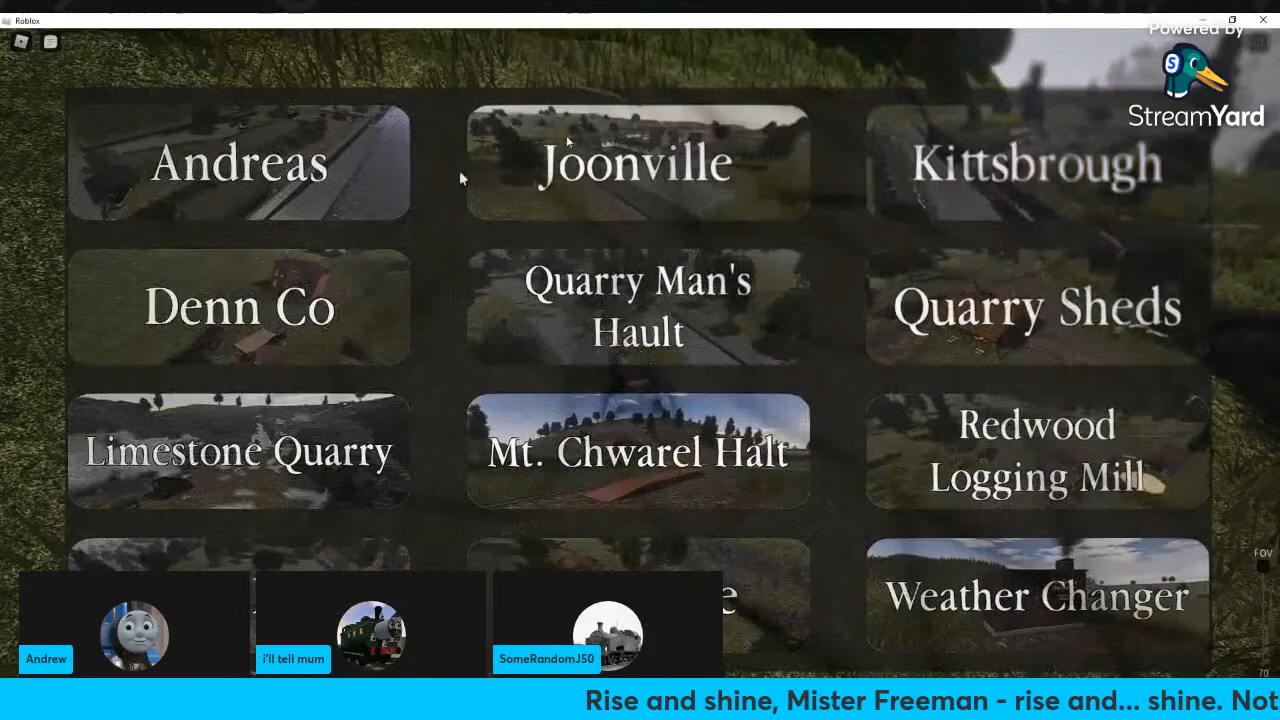 Roblox
Powered by
StreamYard
Andreas
Joonville
Kittsbrough
Denn Co
Quarry Man's
Hault
Quarry Sheds
Limestone Quarry
Mt. Chwarel Halt
Redwood
Logging Mill
Weather Changer
FOV
70
Andrew
i'll tell mum
SomeRandomJ50
Rise and shine, Mister Freeman - rise and... shine. Not